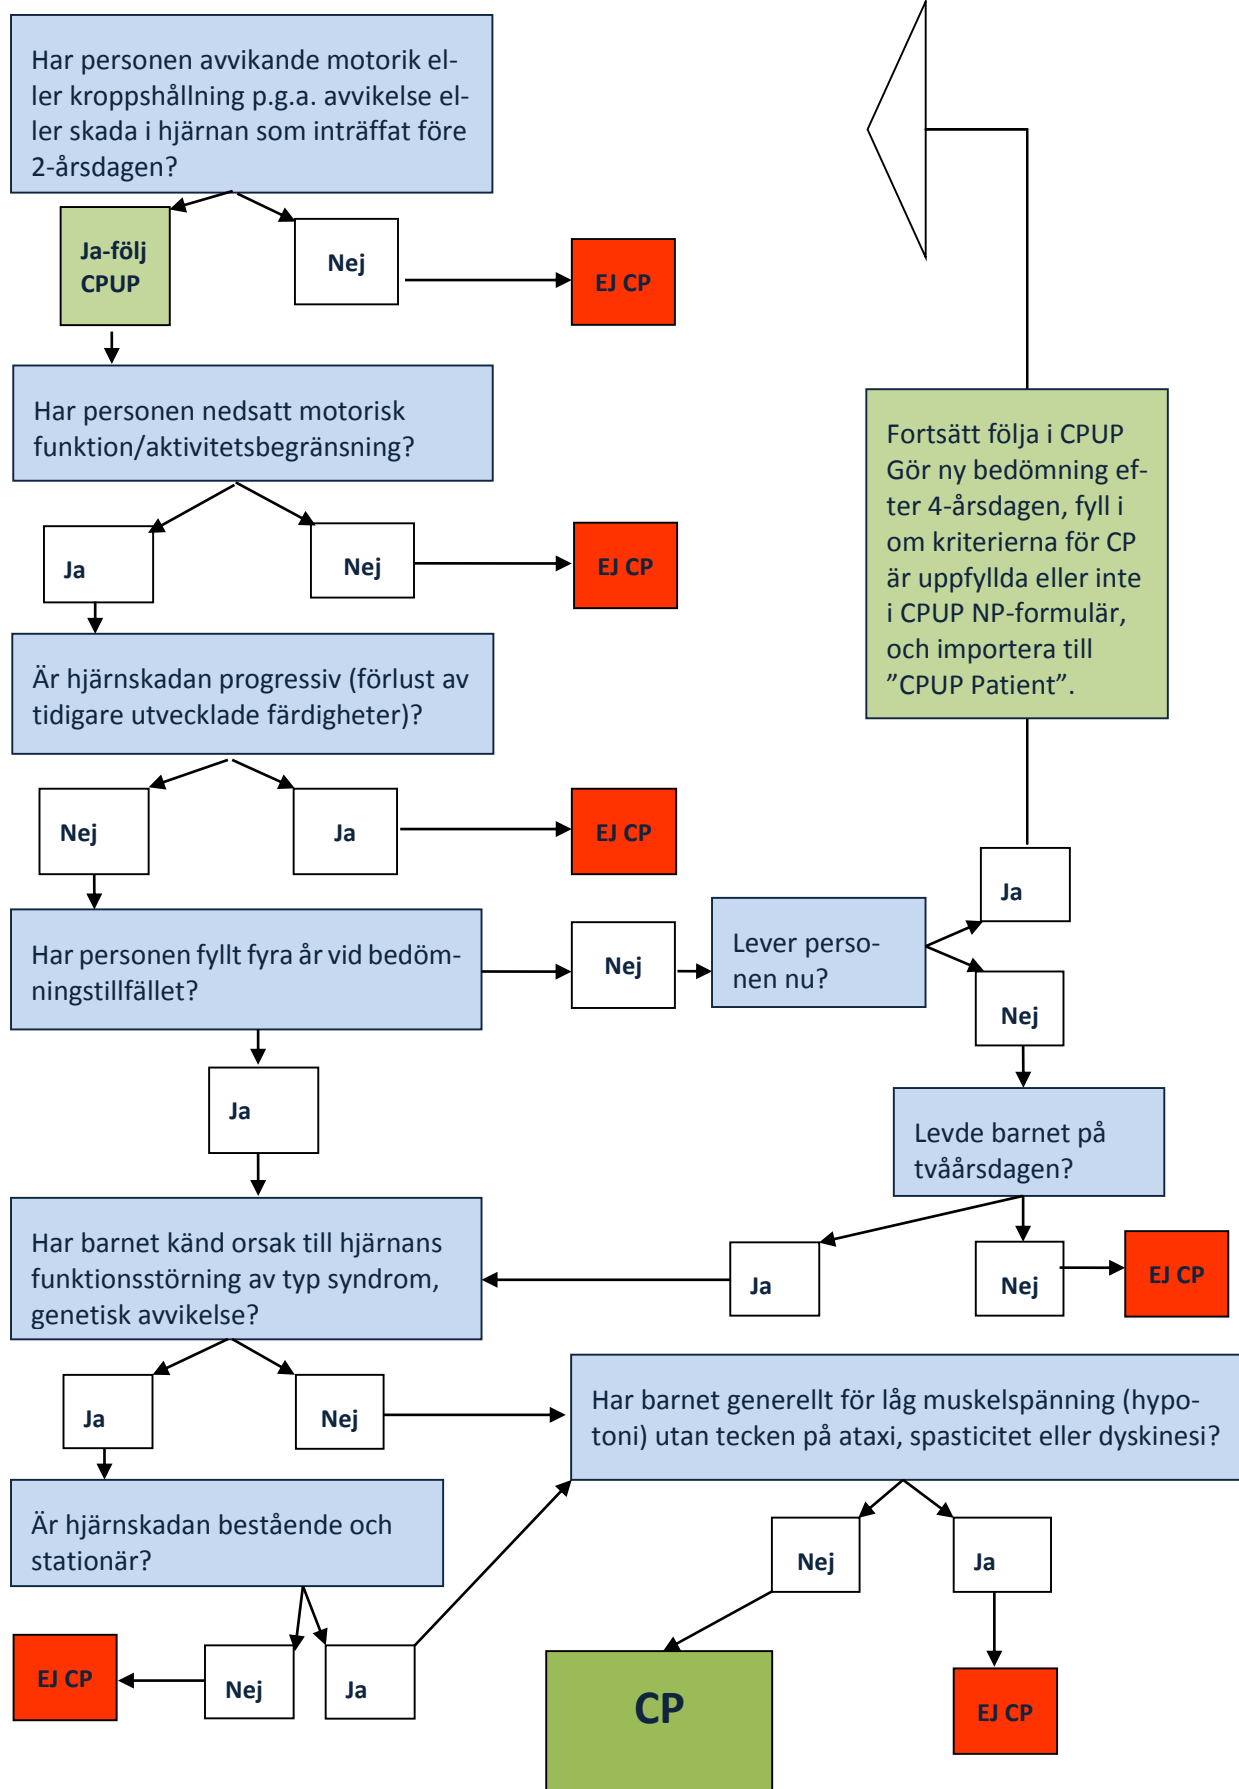 Har personen avvikande motorik el-
ler kroppshållning p.g.a. avvikelse el-
ler skada i hjärnan som inträffat före
2-årsdagen?
Ja-följ
CPUP
Nej
EJ CP
Har personen nedsatt motorisk
funktion/aktivitetsbegränsning?
Ja
Nej
EJ CP
Fortsätt följa i CPUP
Gör ny bedömning ef-
ter 4-årsdagen, fyll i
om kriterierna för CP
är uppfyllda eller inte
i CPUP NP-formulär,
och importera till
”CPUP Patient”.
Är hjärnskadan progressiv (förlust av
tidigare utvecklade färdigheter)?
Nej
Ja
EJ CP
Ja
Har personen fyllt fyra år vid bedöm-
ningstillfället?
Nej
Lever perso-
nen nu?
Nej
Ja
Levde barnet på
tvåårsdagen?
Har barnet känd orsak till hjärnans
funktionsstörning av typ syndrom,
genetisk avvikelse?
Ja
Nej
EJ CP
Ja
Nej
Har barnet generellt för låg muskelspänning (hypo-
toni) utan tecken på ataxi, spasticitet eller dyskinesi?
Är hjärnskadan bestående och
stationär?
Nej
Ja
EJ CP
Nej
Ja
CP
EJ CP